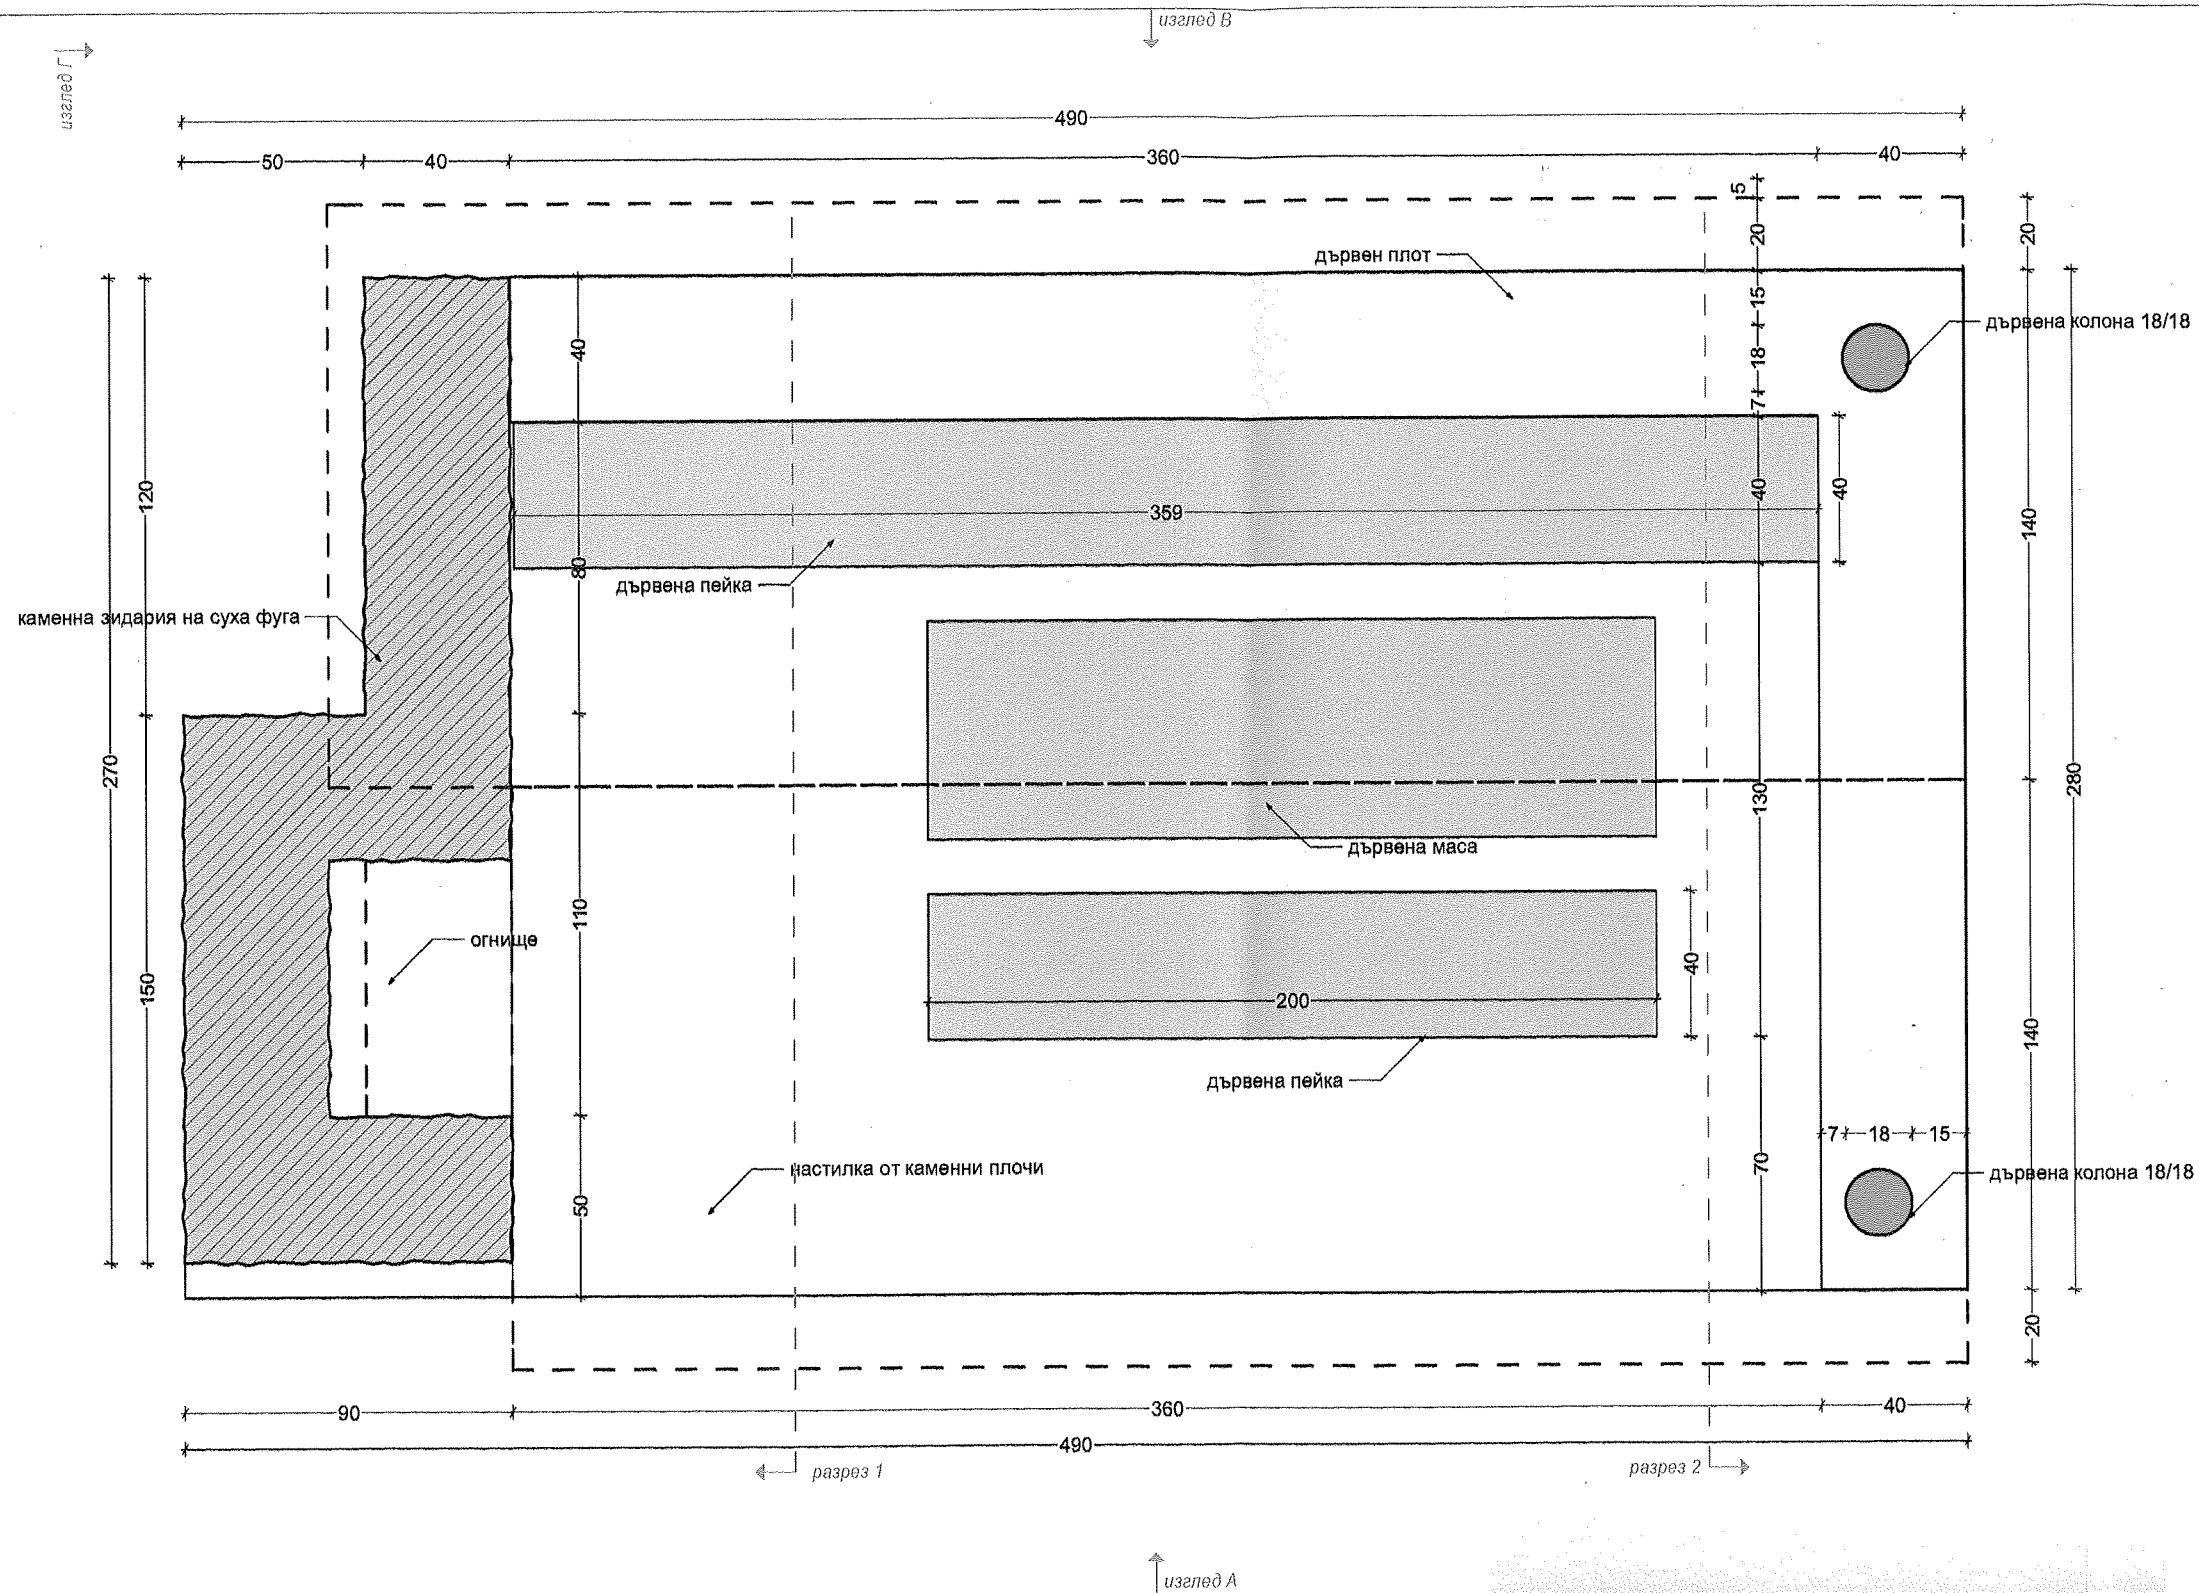 изглед В
изглед Г
490
50 40 360 40
5
20
20
дървен плот
15
дървена колона 18/18
40
18
7
120
359
40
40
140
80
дървена пейка
каменна зидария на суха фуга
270
280
130
дървена маса
110
огнище
150
40
200
140
дървена пейка
7 18 15
настилка от каменни плочи
70
дървена колона 18/18
50
20
90 360 40
490
разрез 1
разрез 2
изглед А